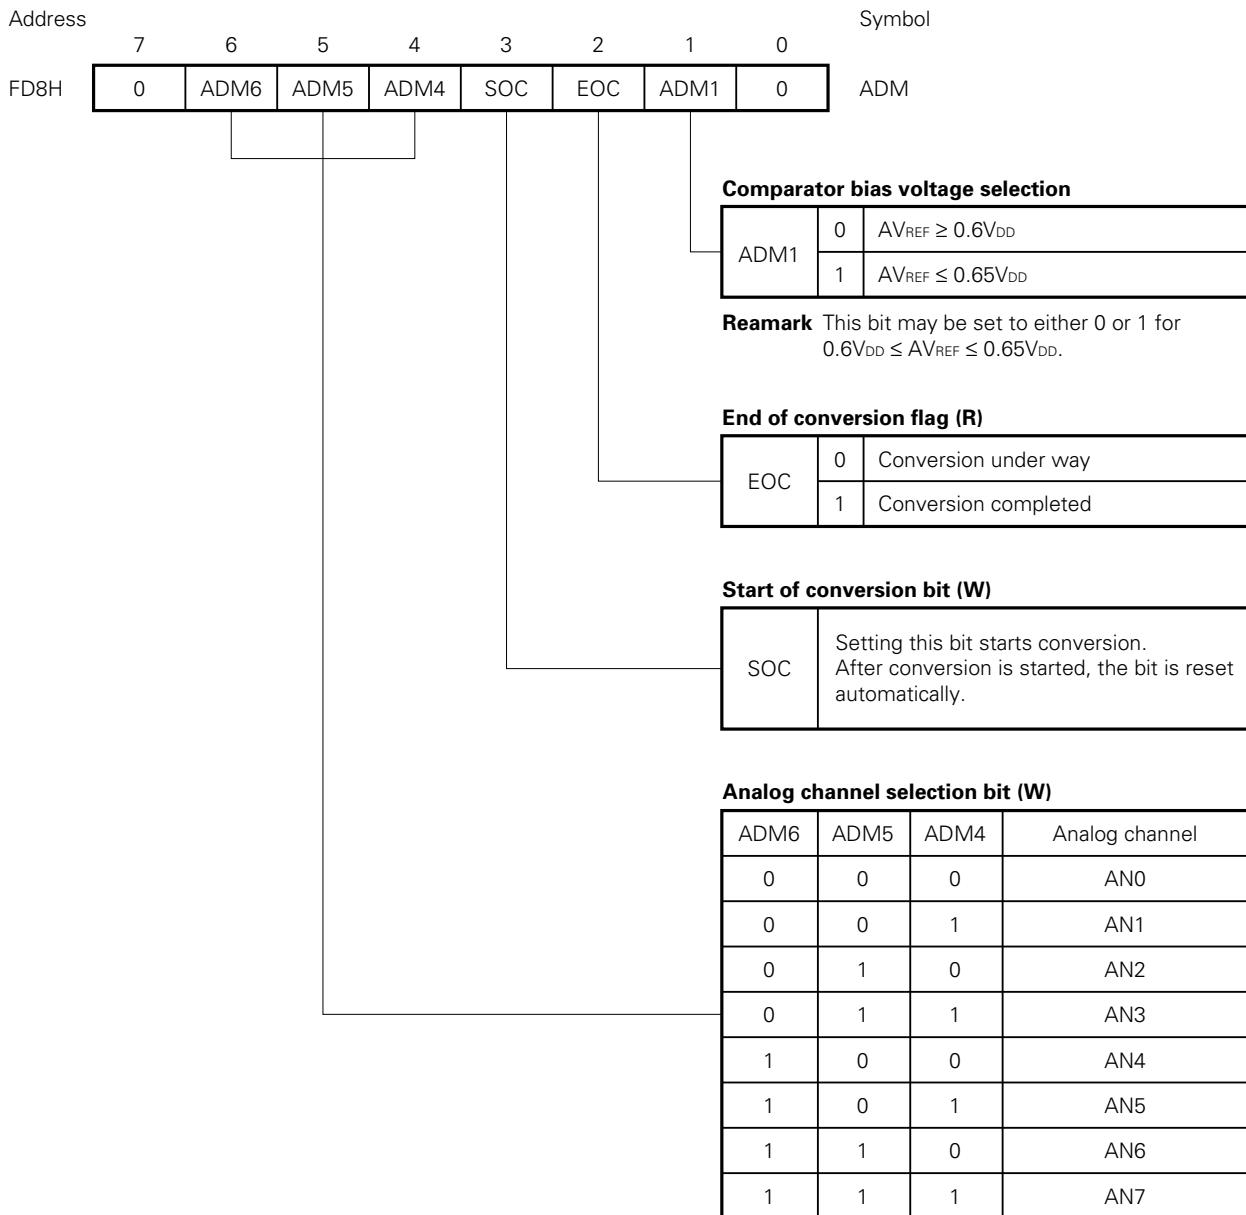 Address Symbol
7 6 5 4 3 2 1 0
FD8H 0 ADM6 ADM5 ADM4 SOC EOC ADM1 0 ADM
Comparator bias voltage selection
ADM1
0 AVREF ≥ 0.6VDD
1 AVREF ≤ 0.65VDD
Reamark This bit may be set to either 0 or 1 for
0.6VDD ≤ AVREF ≤ 0.65VDD.
End of conversion flag (R)
EOC
0 Conversion under way
1 Conversion completed
Start of conversion bit (W)
SOC
Setting this bit starts conversion.
After conversion is started, the bit is reset
automatically.
Analog channel selection bit (W)
ADM6 ADM5 ADM4 Analog channel
0 0 0 AN0
0 0 1 AN1
0 1 0 AN2
0 1 1 AN3
1 0 0 AN4
1 0 1 AN5
1 1 0 AN6
1 1 1 AN7